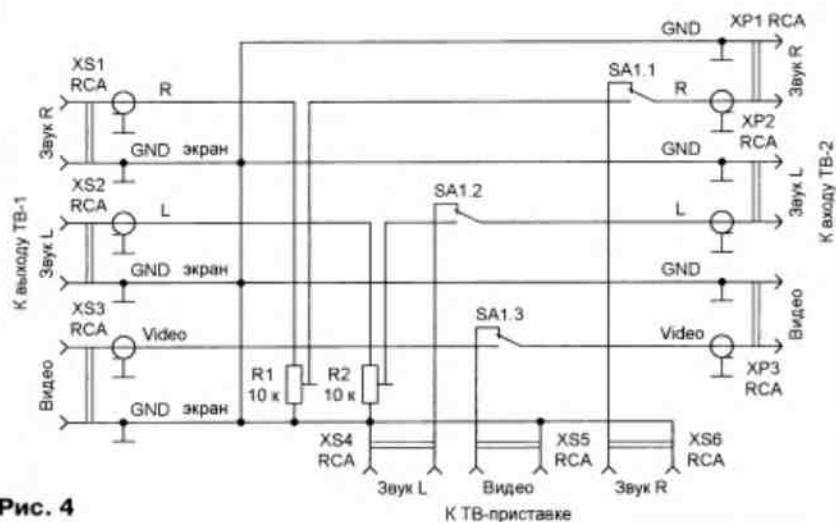 GND
XP1 RCA
XS1
RCA
R
SA1.1
R
Звук R
Звук R
GND экран
XP2
RCA
GND
XS2
RCA
L
SA1.2
L
Звук L
Звук L
К выходу ТВ-1
К входу ТВ-2
GND экран
GND
XS3
RCA
Video
SA1.3
Video
Видео
Видео
R1
10 к
R2
10 к
XP3
RCA
GND экран
XS4
RCA
XS5
RCA
XS6
RCA
Звук L
Видео
Звук R
К ТВ-приставке
Рис. 4